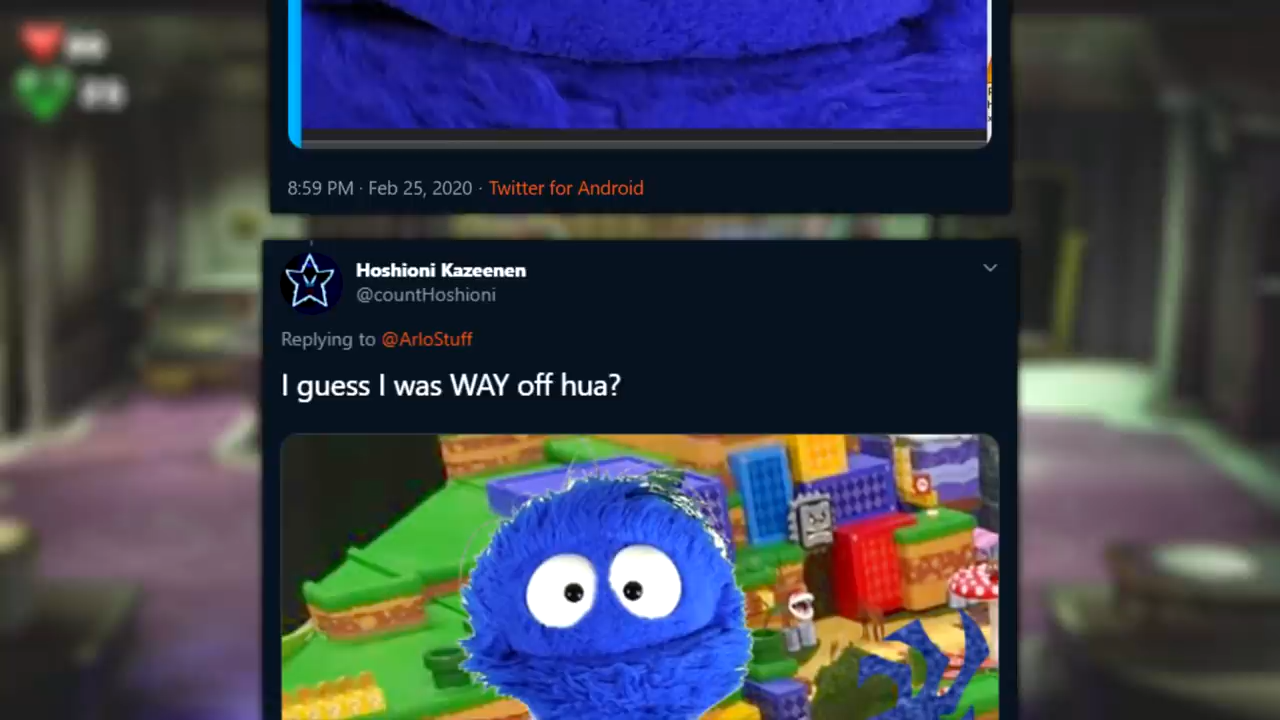 8:59 PM · Feb 25, 2020 · Twitter for Android
Hoshioni Kazeenen
@countHoshioni
Replying to @ArloStuff
I guess I was WAY off hua?